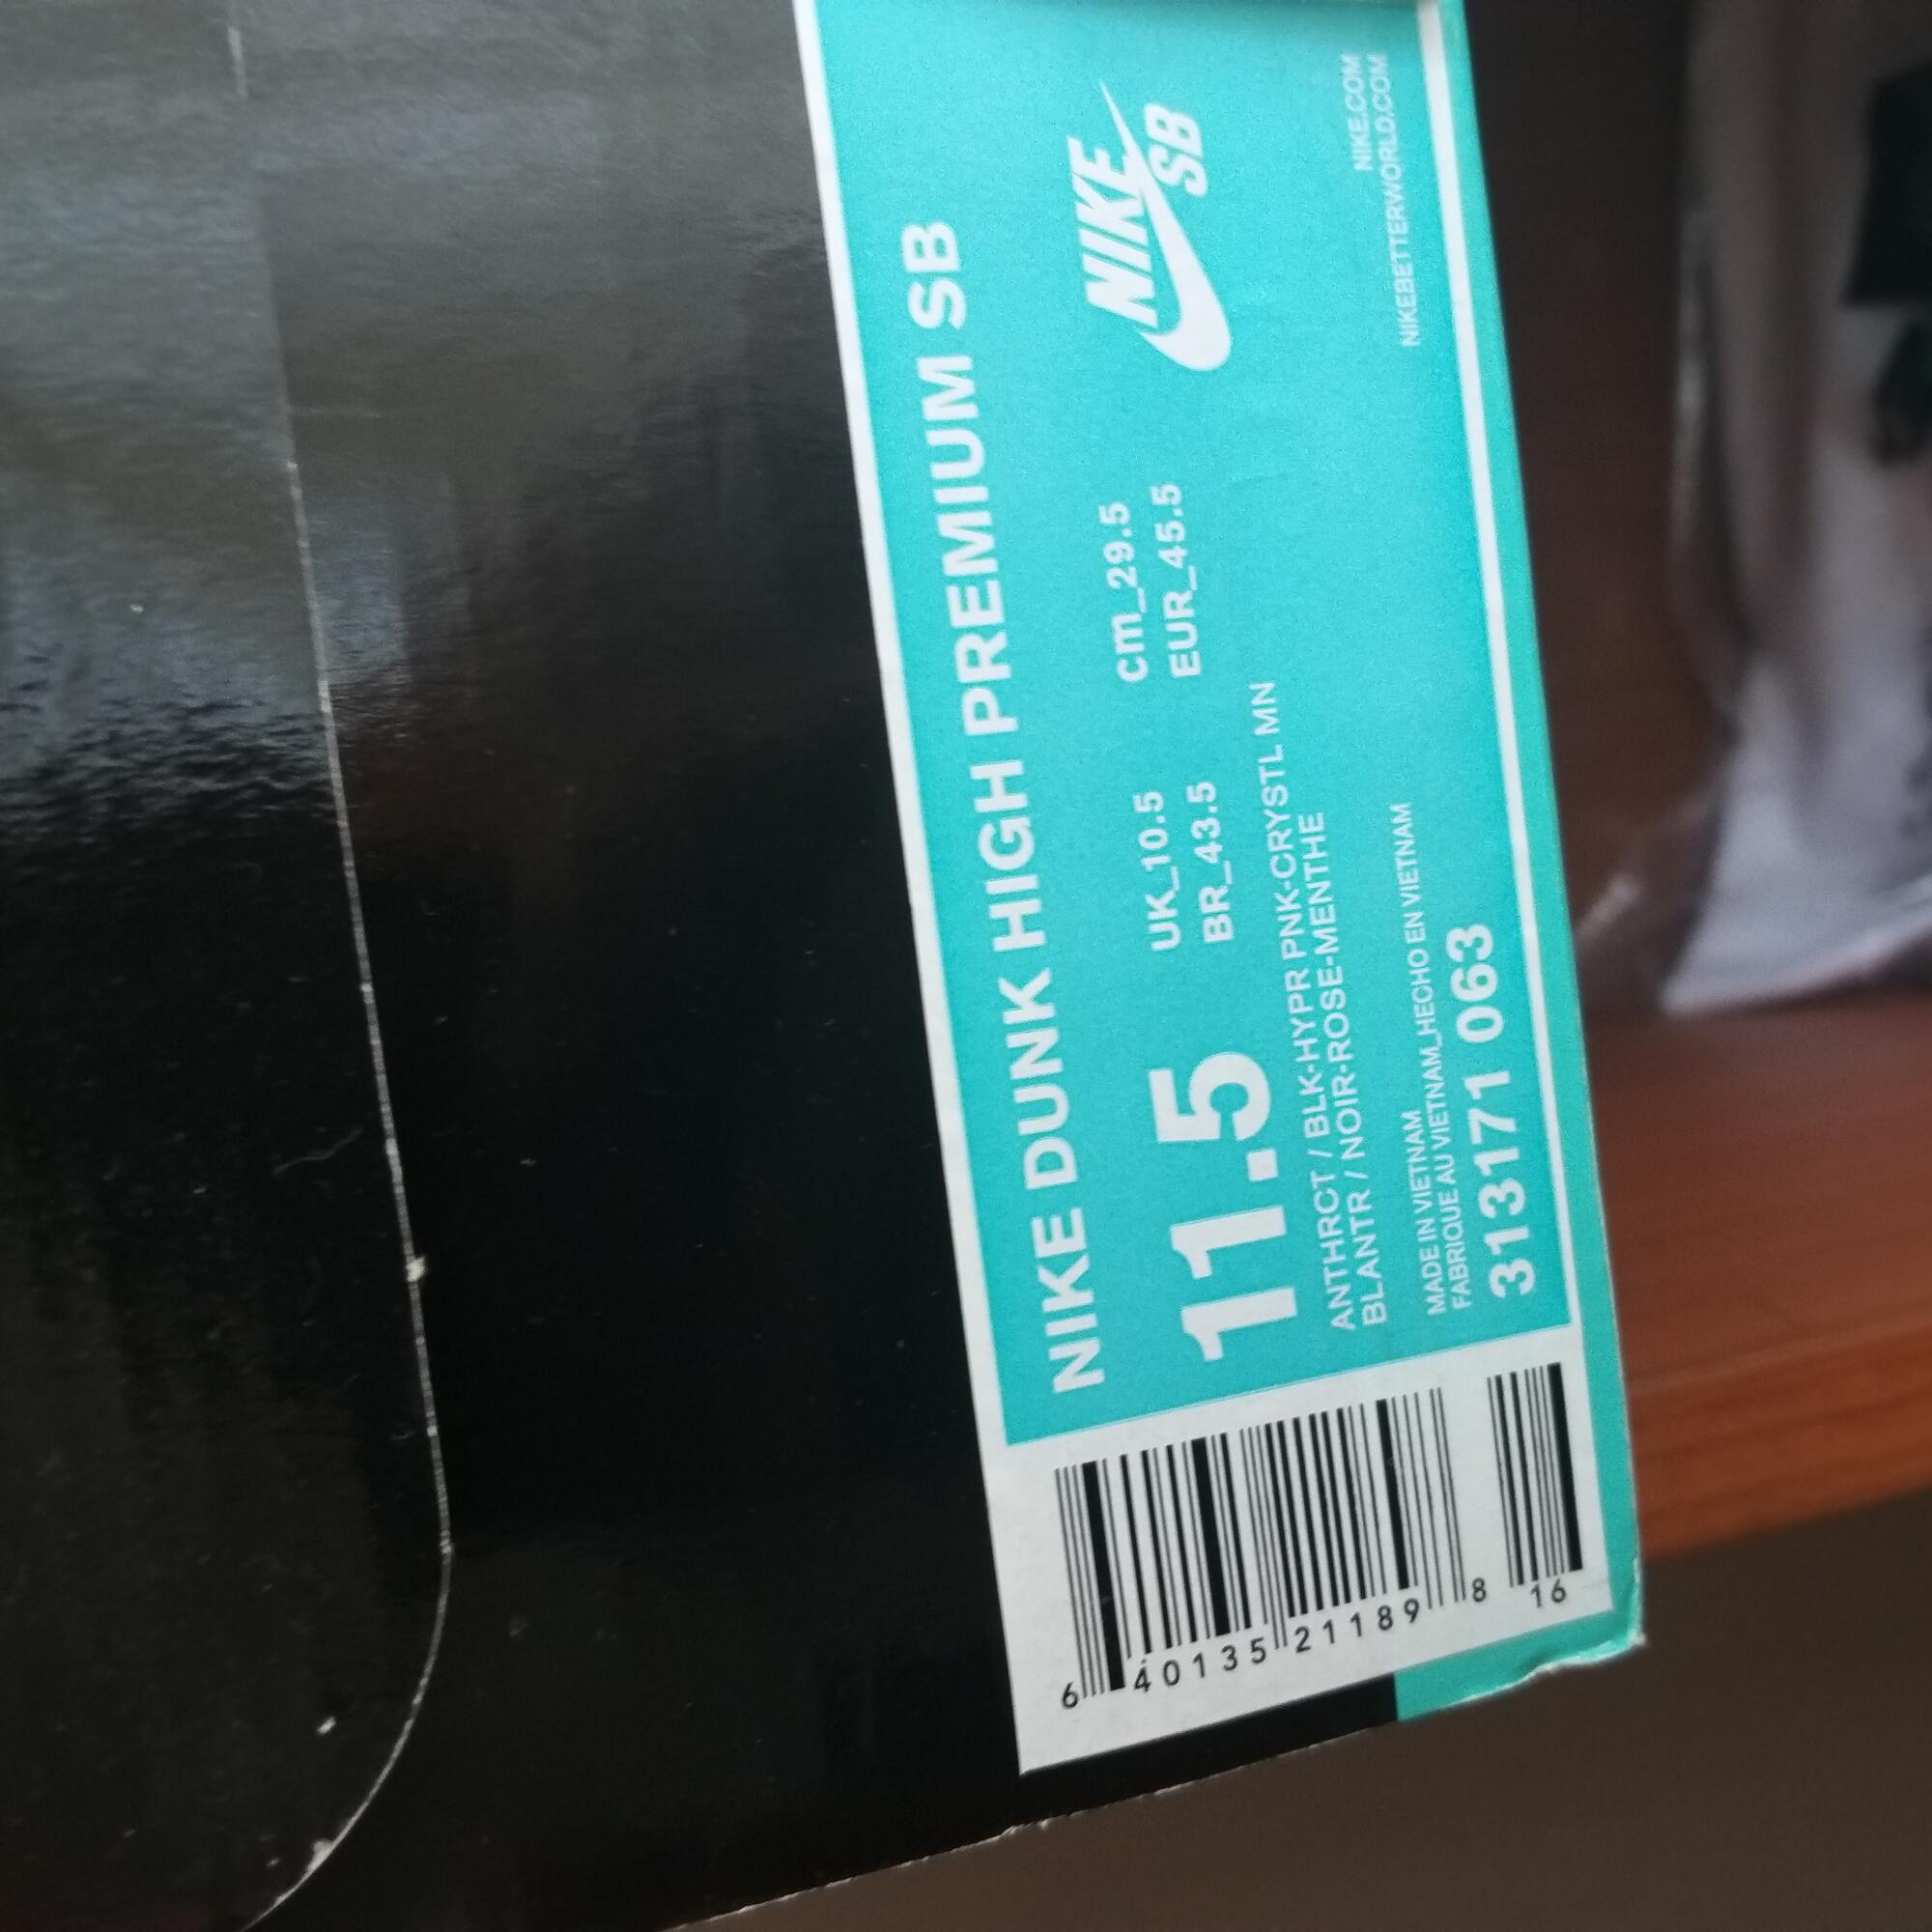 NIKE DUNK HIGH PREMIUM SB
NIKE
SB
11.5
UK_10.5 cm_29.5
BR_43.5 EUR_45.5
ANTHRCT / BLK-HYPR PNK-CRYSTL MN
BLANTR / NOIR-ROSE-MENTHE
NIKE.COM
NIKEBETTERWORLD.COM
MADE IN VIETNAM
FABRIQUE AU VIETNAM_HECHO EN VIETNAM
313171 063
6 40135 21189 8 16